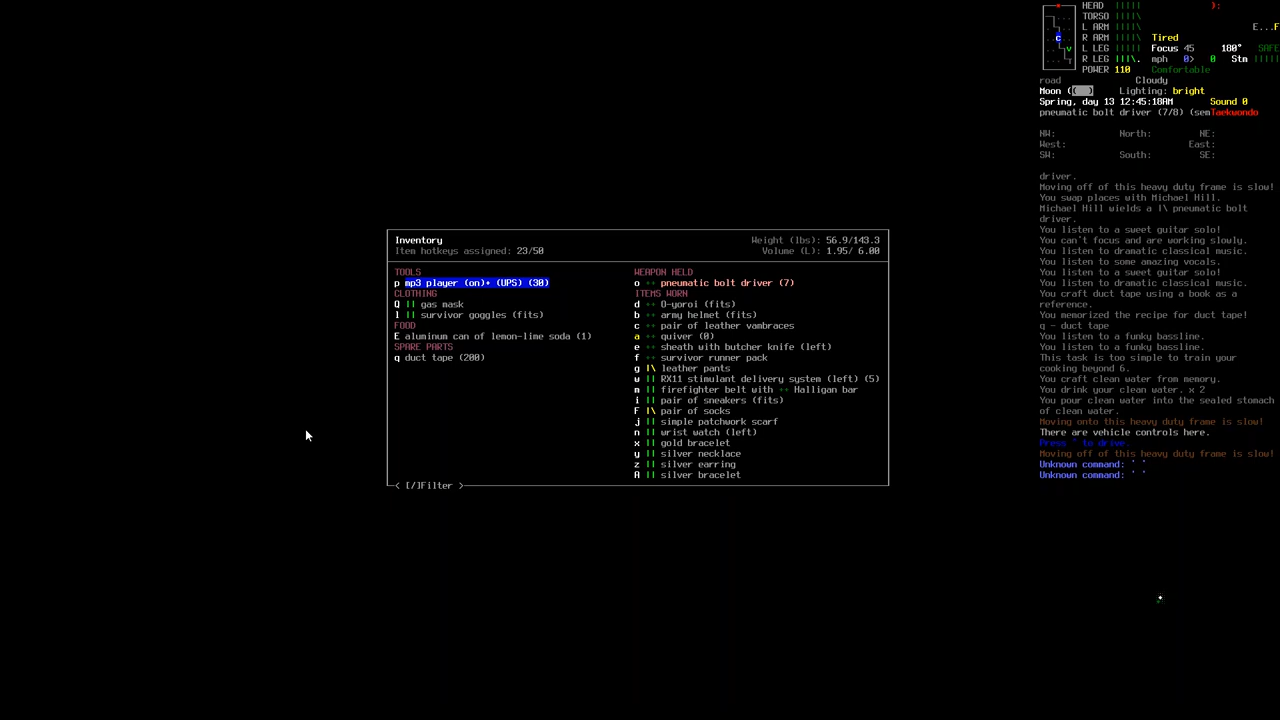 HEAD ||||| ):
TORSO ||||\
L ARM ||||\ E...F
R ARM ||||\ Tired
L LEG ||||| Focus 45 180° SAFE
R LEG |||\. mph 0> 0 Stm |||||
POWER 110 Comfortable
road Cloudy
Moon (( ) Lighting: bright
Spring, day 13 12:45:18AM Sound 0
pneumatic bolt driver (7/8) (semTaekwondo
NW: North: NE:
West: East:
SW: South: SE:
driver.
Moving off of this heavy duty frame is slow!
You swap places with Michael Hill.
Michael Hill wields a |\ pneumatic bolt
driver.
You listen to a sweet guitar solo!
You can't focus and are working slowly.
You listen to dramatic classical music.
You listen to some amazing vocals.
You listen to a sweet guitar solo!
You listen to dramatic classical music.
You craft duct tape using a book as a
reference.
You memorized the recipe for duct tape!
q - duct tape
You listen to a funky bassline.
You listen to a funky bassline.
This task is too simple to train your
cooking beyond 6.
You craft clean water from memory.
You drink your clean water. x 2
You pour clean water into the sealed stomach
of clean water.
Moving onto this heavy duty frame is slow!
There are vehicle controls here.
Press ^ to drive.
Moving off of this heavy duty frame is slow!
Unknown command: ' '
Unknown command: ' '
Inventory Weight (lbs): 56.9/143.3
Item hotkeys assigned: 23/50 Volume (L): 1.95/ 6.00
TOOLS
p mp3 player (on)+ (UPS) (30)
CLOTHING
Q || gas mask
l || survivor goggles (fits)
FOOD
E aluminum can of lemon-lime soda (1)
SPARE PARTS
q duct tape (200)
WEAPON HELD
o ++ pneumatic bolt driver (7)
ITEMS WORN
d ++ O-yoroi (fits)
b ++ army helmet (fits)
c ++ pair of leather vambraces
a ++ quiver (0)
e ++ sheath with butcher knife (left)
f ++ survivor runner pack
g |\ leather pants
w || RX11 stimulant delivery system (left) (5)
m || firefighter belt with ++ Halligan bar
i || pair of sneakers (fits)
F |\ pair of socks
j || simple patchwork scarf
n || wrist watch (left)
x || gold bracelet
y || silver necklace
z || silver earring
A || silver bracelet
< [/]Filter >